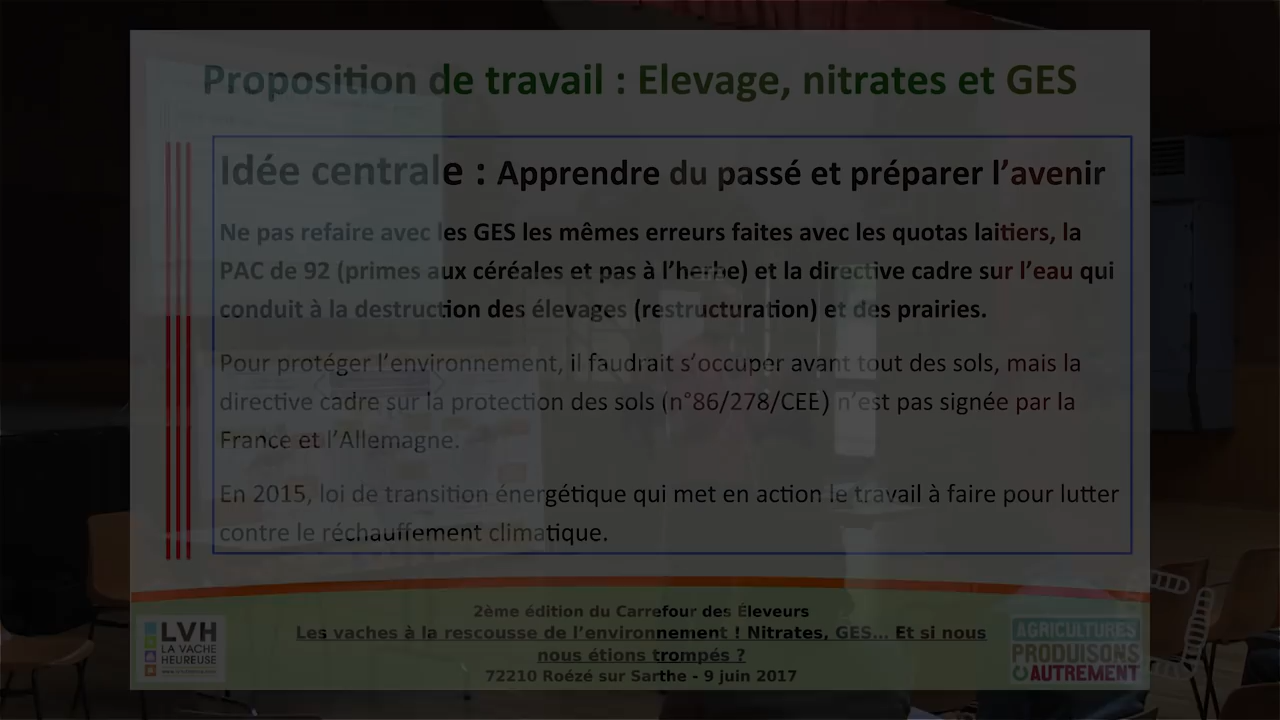 Proposition de travail : Elevage, nitrates et GES
Idée centrale : Apprendre du passé et préparer l’avenir
Ne pas refaire avec les GES les mêmes erreurs faites avec les quotas laitiers, la
PAC de 92 (primes aux céréales et pas à l’herbe) et la directive cadre sur l’eau qui
conduit à la destruction des élevages (restructuration) et des prairies.
Pour protéger l’environnement, il faudrait s’occuper avant tout des sols, mais la
directive cadre sur la protection des sols (n°86/278/CEE) n’est pas signée par la
France et l’Allemagne.
En 2015, loi de transition énergétique qui met en action le travail à faire pour lutter
contre le réchauffement climatique.
2ème édition du Carrefour des Éleveurs
Les vaches à la rescousse de l’environnement ! Nitrates, GES... Et si nous
nous étions trompés ?
72210 Roézé sur Sarthe - 9 juin 2017
LVH
LA VACHE
HEUREUSE
AGRICULTURES
PRODUISONS
AUTREMENT